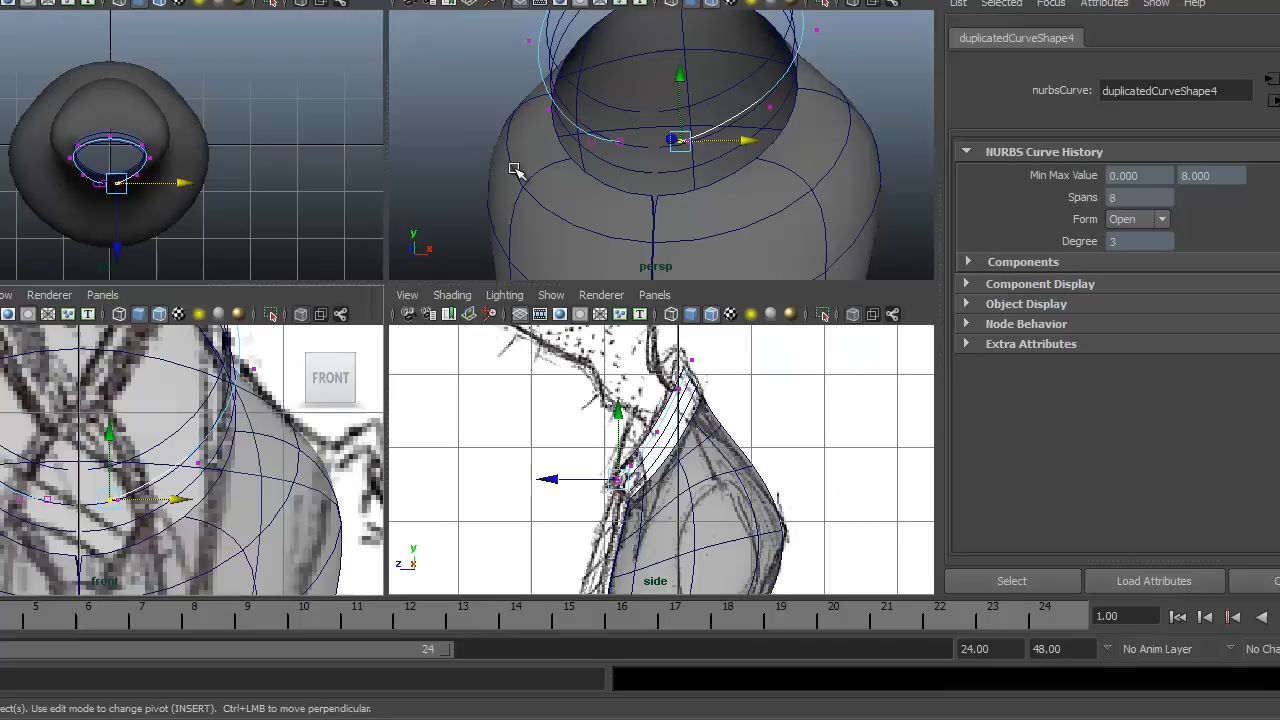 List Selected Focus Attributes Show Help
duplicatedCurveShape4
nurbsCurve: duplicatedCurveShape4
NURBS Curve History
Min Max Value 0.000 8.000
Spans 8
Form Open
Degree 3
Components
Component Display
Object Display
Node Behavior
Extra Attributes
y
x
persp
ow Renderer Panels
View Shading Lighting Show Renderer Panels
T
T
FRONT
front
y
z
side
Select Load Attributes C
5 6 7 8 9 10 11 12 13 14 15 16 17 18 19 20 21 22 23 24 1.00
24 24.00 48.00 No Anim Layer No Cha
ect(s). Use edit mode to change pivot (INSERT). Ctrl+LMB to move perpendicular.